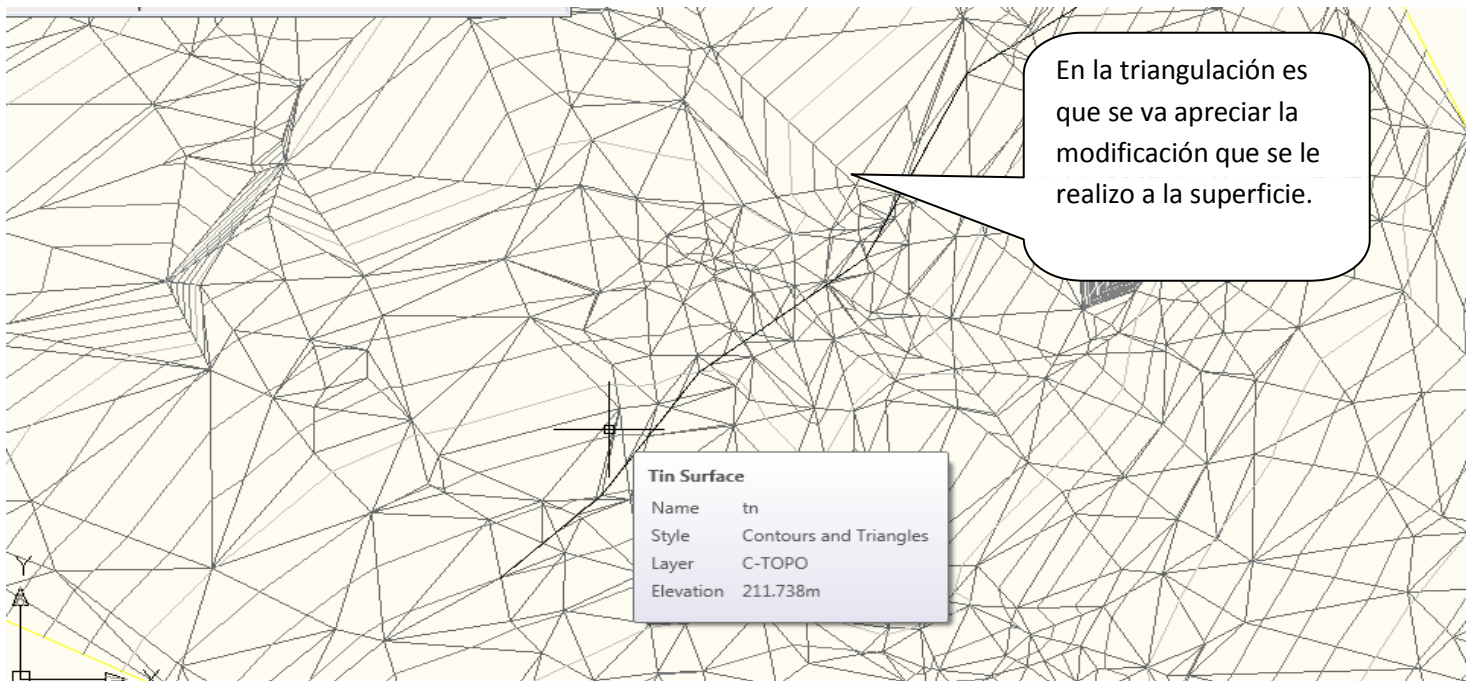 En la triangulación es
que se va apreciar la
modificación que se le
realizo a la superficie.
Tin Surface
Name tn
Style Contours and Triangles
Layer C-TOPO
Elevation 211.738m
Y
X